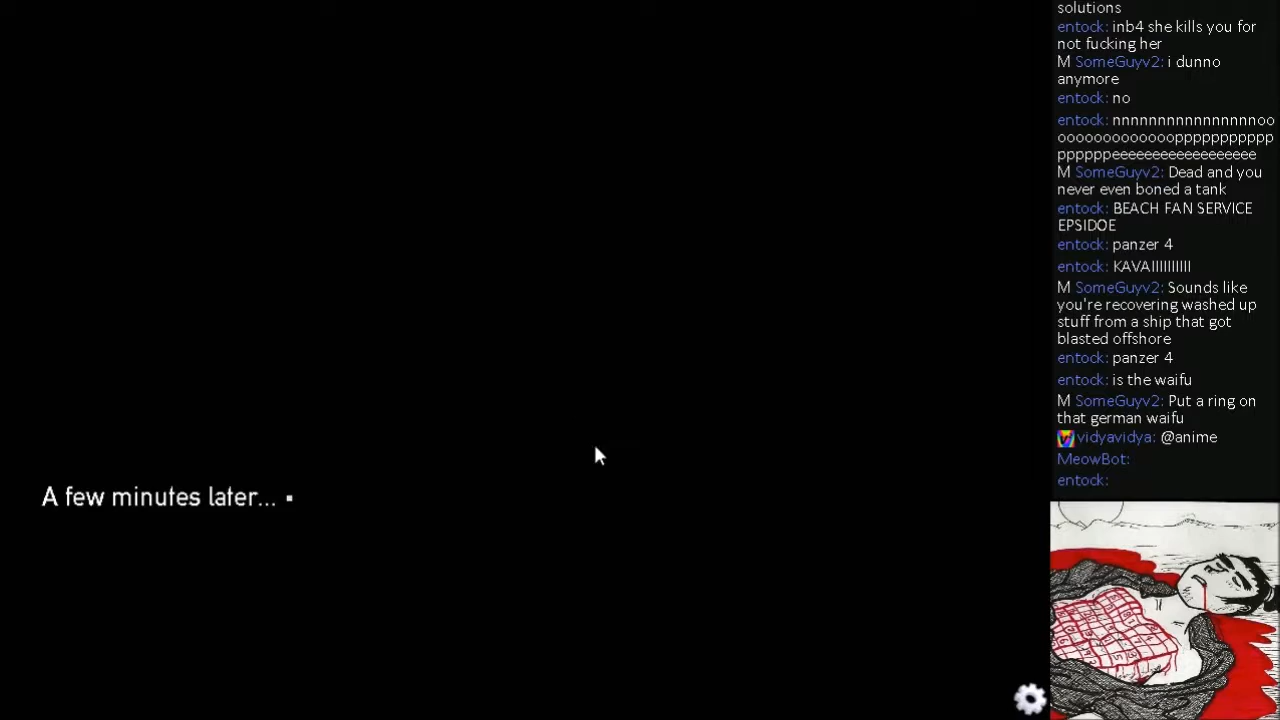 solutions
entock: inb4 she kills you for
not fucking her
M SomeGuyv2: i dunno
anymore
entock: no
entock: nnnnnnnnnnnnnnnnoo
ooooooooooooopppppppppp
ppppppeeeeeeeeeeeeeeeeee
M SomeGuyv2: Dead and you
never even boned a tank
entock: BEACH FAN SERVICE
EPSIDOE
entock: panzer 4
entock: KAVAIIIIIIIIII
M SomeGuyv2: Sounds like
you're recovering washed up
stuff from a ship that got
blasted offshore
entock: panzer 4
entock: is the waifu
M SomeGuyv2: Put a ring on
that german waifu
vidyavidya: @anime
MeowBot:
entock:
A few minutes later...